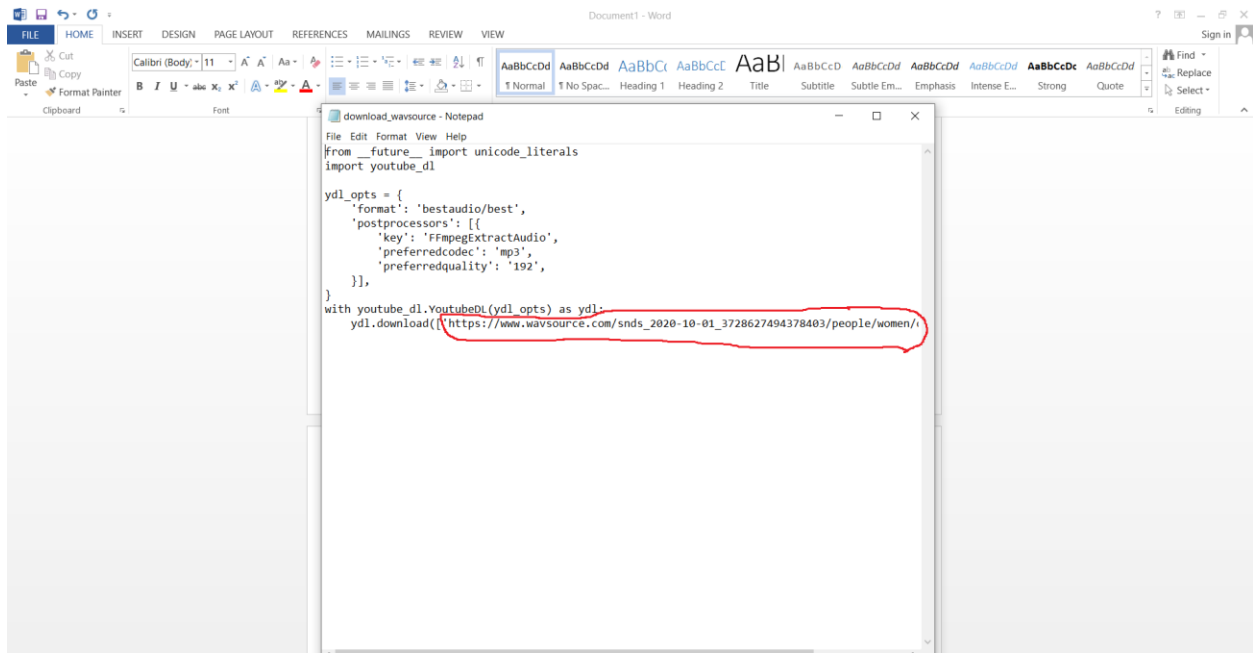 Document1 - Word
FILE HOME INSERT DESIGN PAGE LAYOUT REFERENCES MAILINGS REVIEW VIEW
Sign in
Cut
Copy
Format Painter
Paste
Clipboard
Calibri (Body) 11
Font
AaBbCcDd AaBbCcDd AaBbCc AaBbCcE AaBl AaBbCcD AaBbCcDd AaBbCcDd AaBbCcDd AaBbCcDc AaBbCcDd
¶ Normal ¶ No Spac... Heading 1 Heading 2 Title Subtitle Subtle Em... Emphasis Intense E... Strong Quote
Find
Replace
Select
Editing
download_wavsource - Notepad
File Edit Format View Help
from __future__ import unicode_literals
import youtube_dl
ydl_opts = {
    'format': 'bestaudio/best',
    'postprocessors': [{
        'key': 'FFmpegExtractAudio',
        'preferredcodec': 'mp3',
        'preferredquality': '192',
    }],
}
with youtube_dl.YoutubeDL(ydl_opts) as ydl:
    ydl.download(['https://www.wavsource.com/snds_2020-10-01_3728627494378403/people/women/